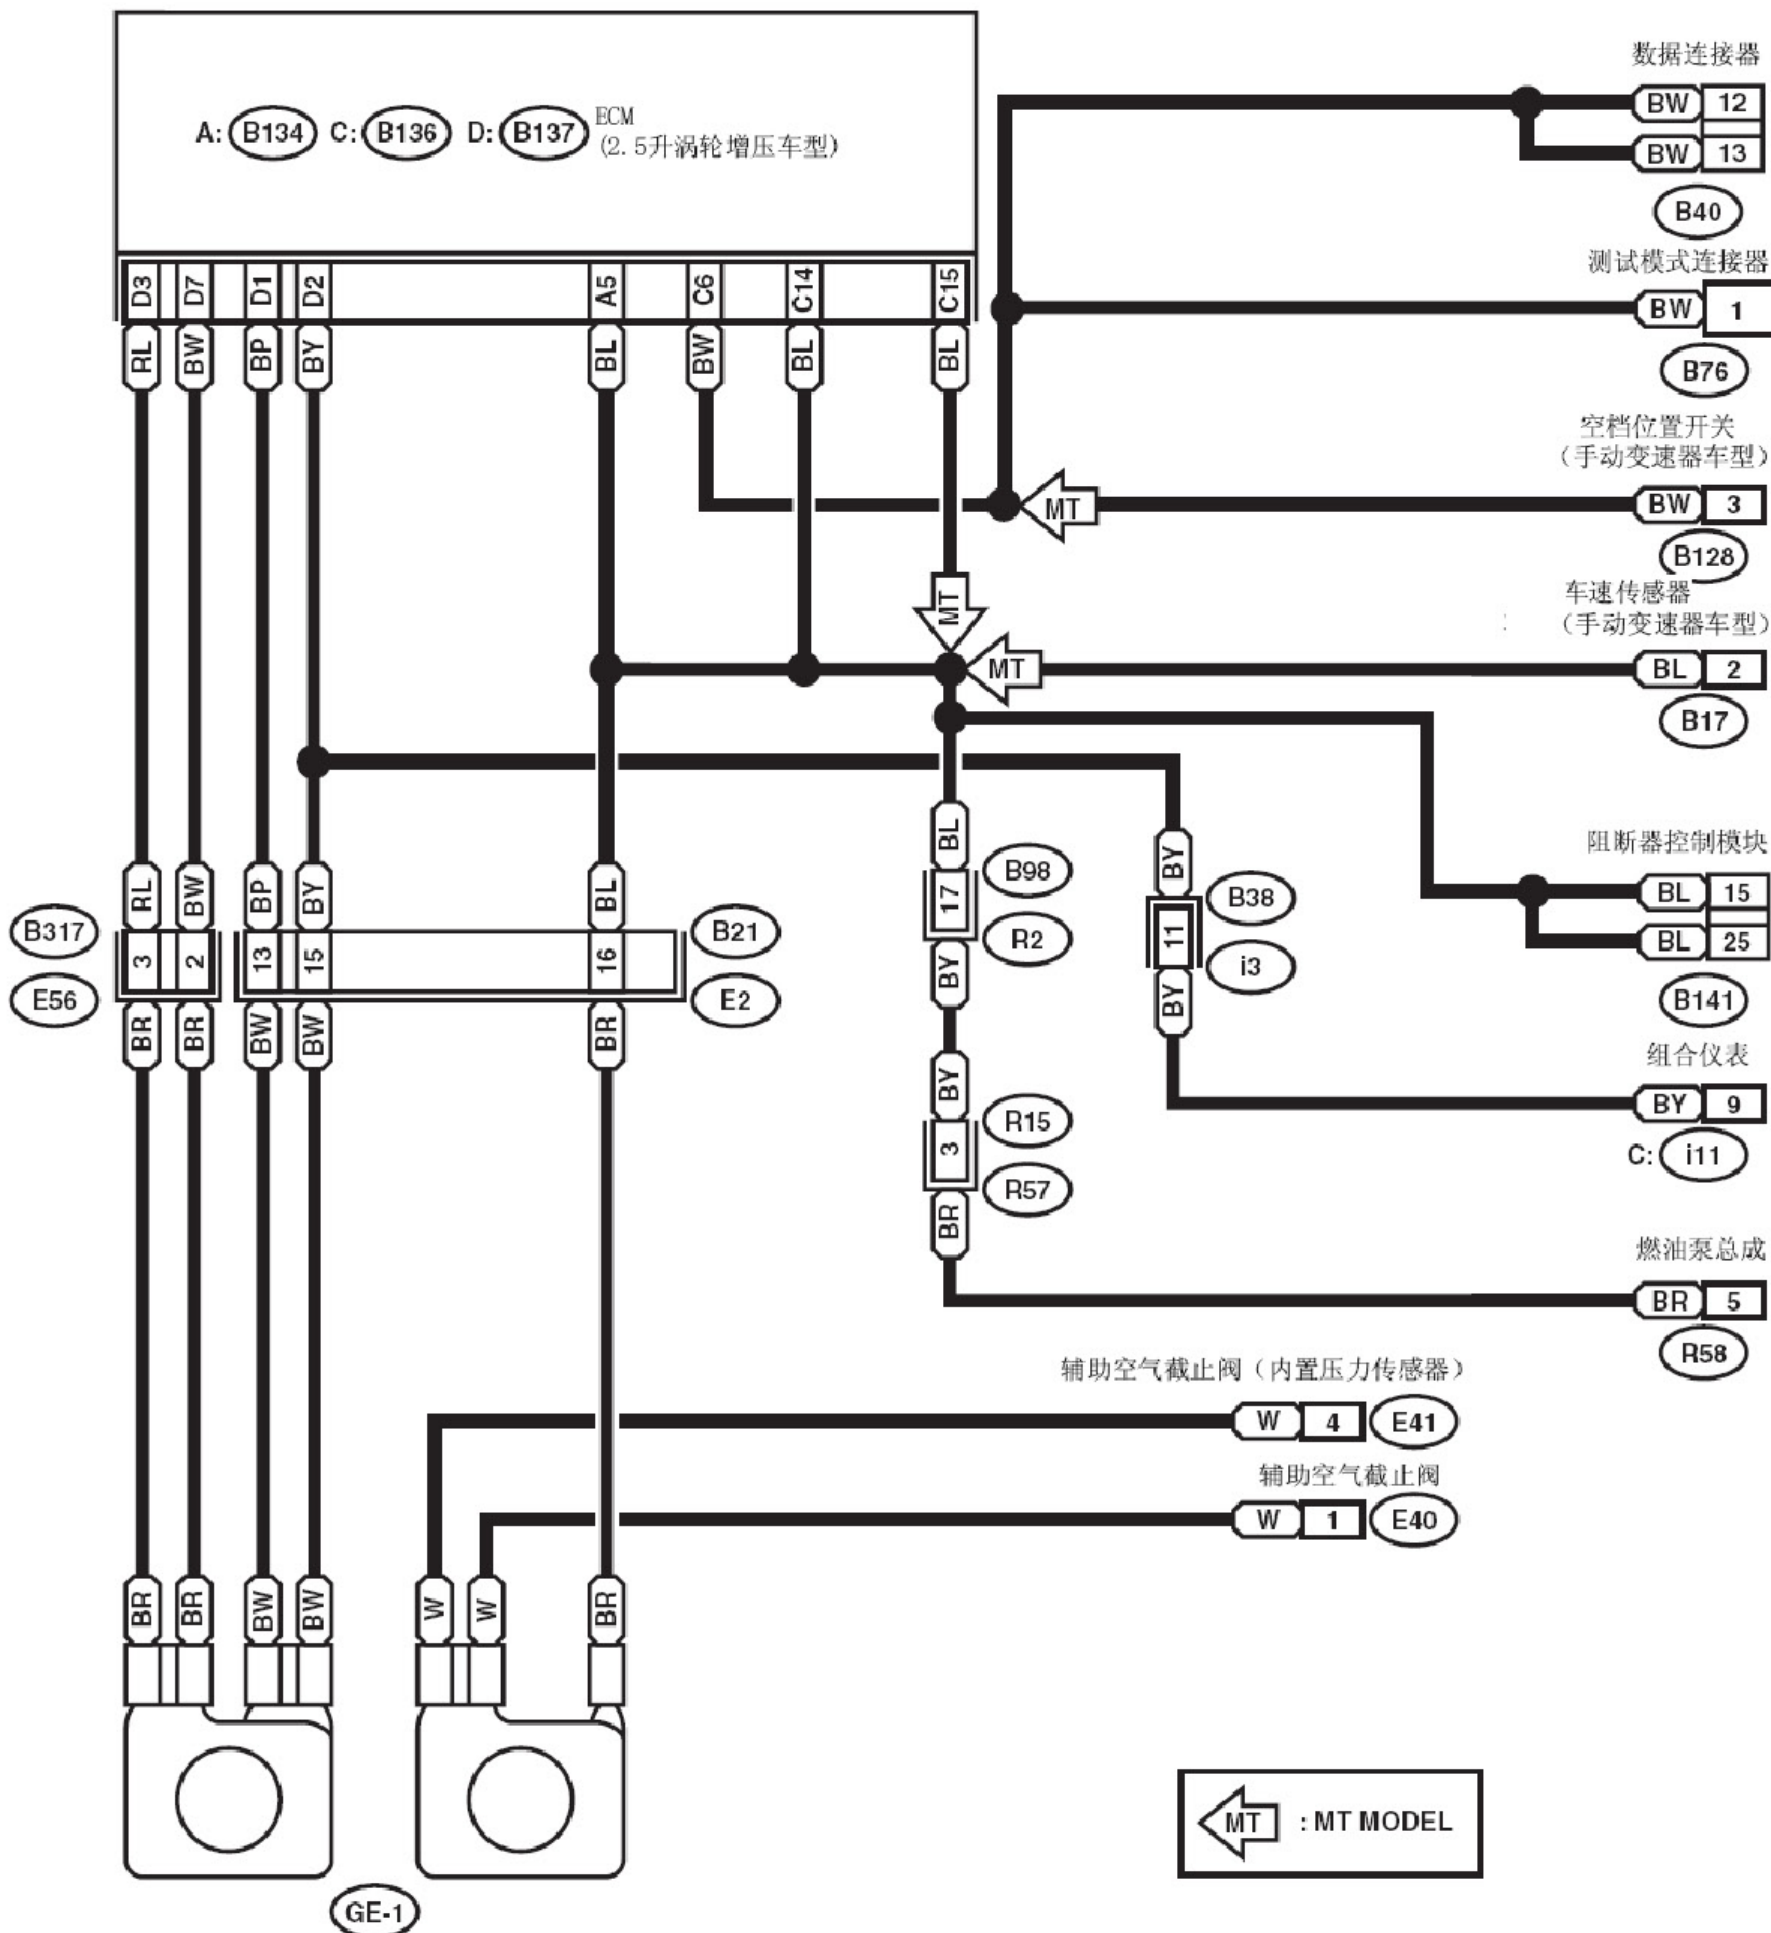 数据连接器
BW 12
BW 13
B40
A: B134 C: B136 D: B137 ECM
(2.5升涡轮增压车型)
测试模式连接器
D3 D7 D1 D2 A5 C6 C14 C15
BW 1
RL BW BP BY BL BW BL BL
B76
空档位置开关
（手动变速器车型）
MT BW 3
B128
车速传感器
（手动变速器车型）
MT
MT BL 2
B17
阻断器控制模块
BL BY
RL BW BP BY BL
17 B98
B38
BL 15
BL 25
B317 B21
R2
3 2 13 15 16
11
i3
BY BY
E56 E2
B141
BR BR BW BW BR
组合仪表
BY
BY 9
R15
3
C: i11
R57
BR
燃油泵总成
BR 5
R58
辅助空气截止阀（内置压力传感器）
W 4 E41
辅助空气截止阀
W 1 E40
BR BR BW BW W W BR
MT : MT MODEL
GE-1